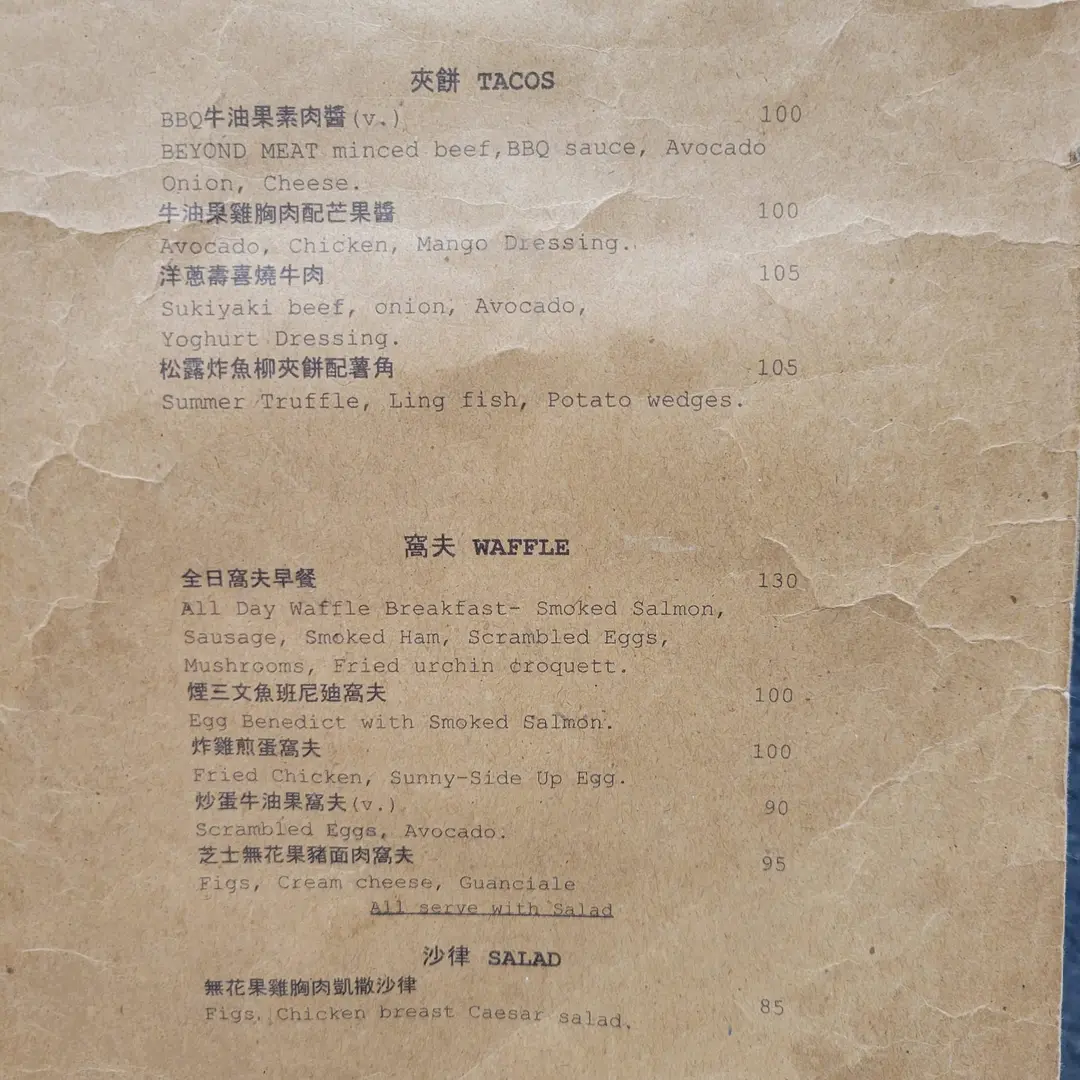 夾餅 TACOS
BBQ牛油果素肉醬(v.) 100
BEYOND MEAT minced beef,BBQ sauce, Avocado
Onion, Cheese.
牛油果雞胸肉配芒果醬 100
Avocado, Chicken, Mango Dressing.
洋蔥壽喜燒牛肉 105
Sukiyaki beef, onion, Avocado,
Yoghurt Dressing.
松露炸魚柳夾餅配薯角 105
Summer Truffle, Ling fish, Potato wedges.
窩夫 WAFFLE
全日窩夫早餐 130
All Day Waffle Breakfast- Smoked Salmon,
Sausage, Smoked Ham, Scrambled Eggs,
Mushrooms, Fried urchin croquett.
煙三文魚班尼廸窩夫 100
Egg Benedict with Smoked Salmon.
炸雞煎蛋窩夫 100
Fried Chicken, Sunny-Side Up Egg.
炒蛋牛油果窩夫(v.) 90
Scrambled Eggs, Avocado.
芝士無花果豬面肉窩夫 95
Figs, Cream cheese, Guanciale
All serve with Salad
沙律 SALAD
無花果雞胸肉凱撒沙律
Figs, Chicken breast Caesar salad. 85